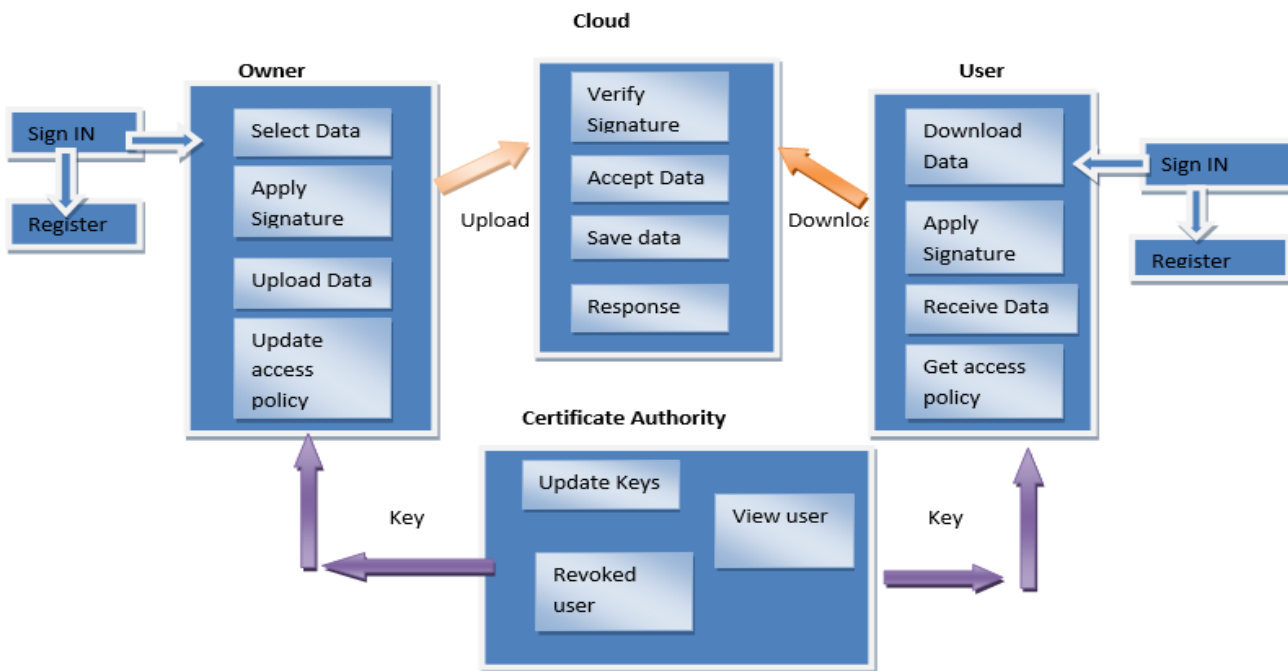 Cloud
Owner
User
Sign IN
Register
Select Data
Apply
Signature
Upload Data
Update
access
policy
Upload
Verify
Signature
Accept Data
Save data
Response
Downloa
Download
Data
Apply
Signature
Receive Data
Get access
policy
Sign IN
Register
Certificate Authority
Update Keys
View user
Revoked
user
Key
Key